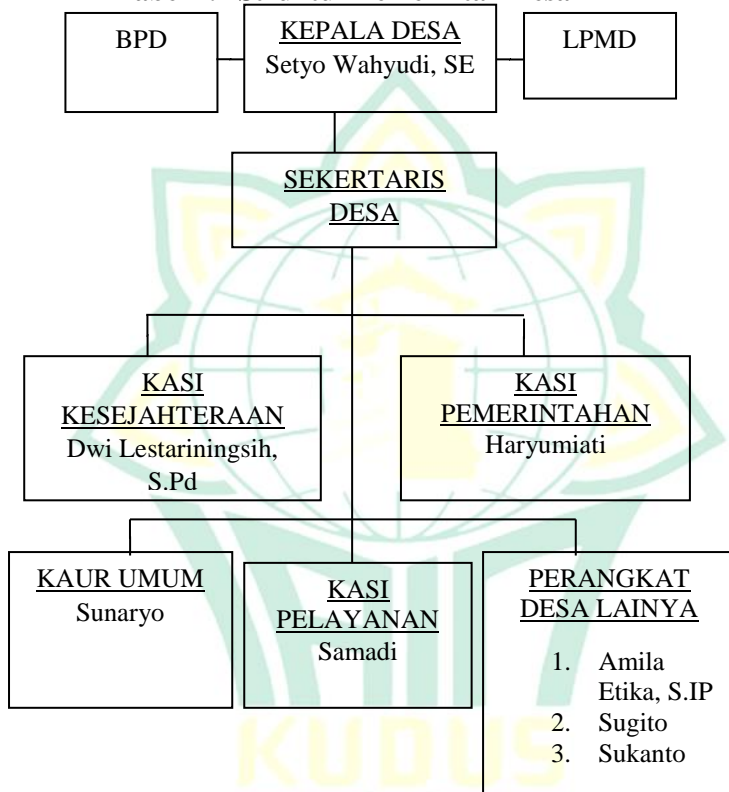 BPD
KEPALA DESA
Setyo Wahyudi, SE
LPMD
SEKERTARIS
DESA
KASI
KESEJAHTERAAN
Dwi Lestariningsih,
S.Pd
KASI
PEMERINTAHAN
Haryumiati
KAUR UMUM
Sunaryo
KASI
PELAYANAN
Samadi
PERANGKAT
DESA LAINYA
1. Amila
Etika, S.IP
2. Sugito
3. Sukanto
KUDUS